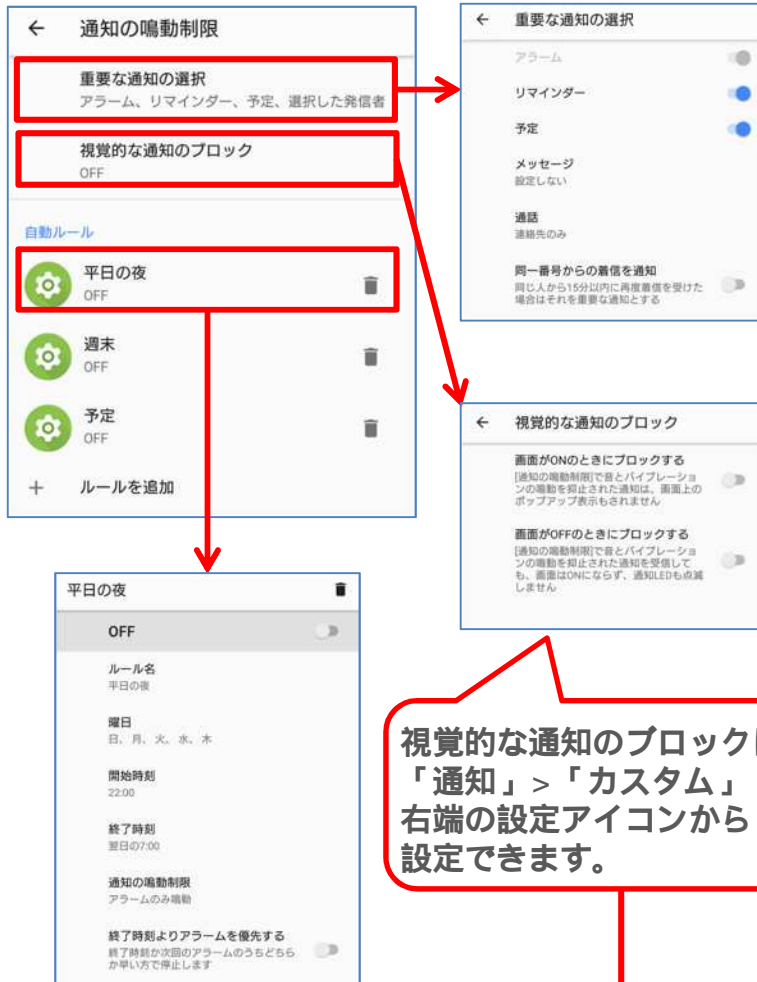 ← 通知の鳴動制限
重要な通知の選択
アラーム、リマインダー、予定、選択した発信者
視覚的な通知のブロック
OFF
自動ルール
平日の夜
OFF
週末
OFF
予定
OFF
+ ルールを追加
← 重要な通知の選択
アラーム
リマインダー
予定
メッセージ
設定しない
通話
連絡先のみ
同一番号からの着信を通知
同じ人から15分以内に再度着信を受けた
場合はそれを重要な通知とする
← 視覚的な通知のブロック
画面がONのときにブロックする
[通知の鳴動制限]で音とバイブレーショ
ンの鳴動を抑止された通知は、画面上の
ポップアップ表示もされません
画面がOFFのときにブロックする
[通知の鳴動制限]で音とバイブレーショ
ンの鳴動を抑止された通知を受信して
も、画面はONにならず、通知LEDも点滅
しません
平日の夜
OFF
ルール名
平日の夜
曜日
日、月、火、水、木
開始時刻
22:00
終了時刻
翌日の7:00
通知の鳴動制限
アラームのみ鳴動
終了時刻よりアラームを優先する
終了時刻か次回のアラームのうちどちら
か早い方で停止します
視覚的な通知のブロック
「通知」>「カスタム」
右端の設定アイコンから
設定できます。